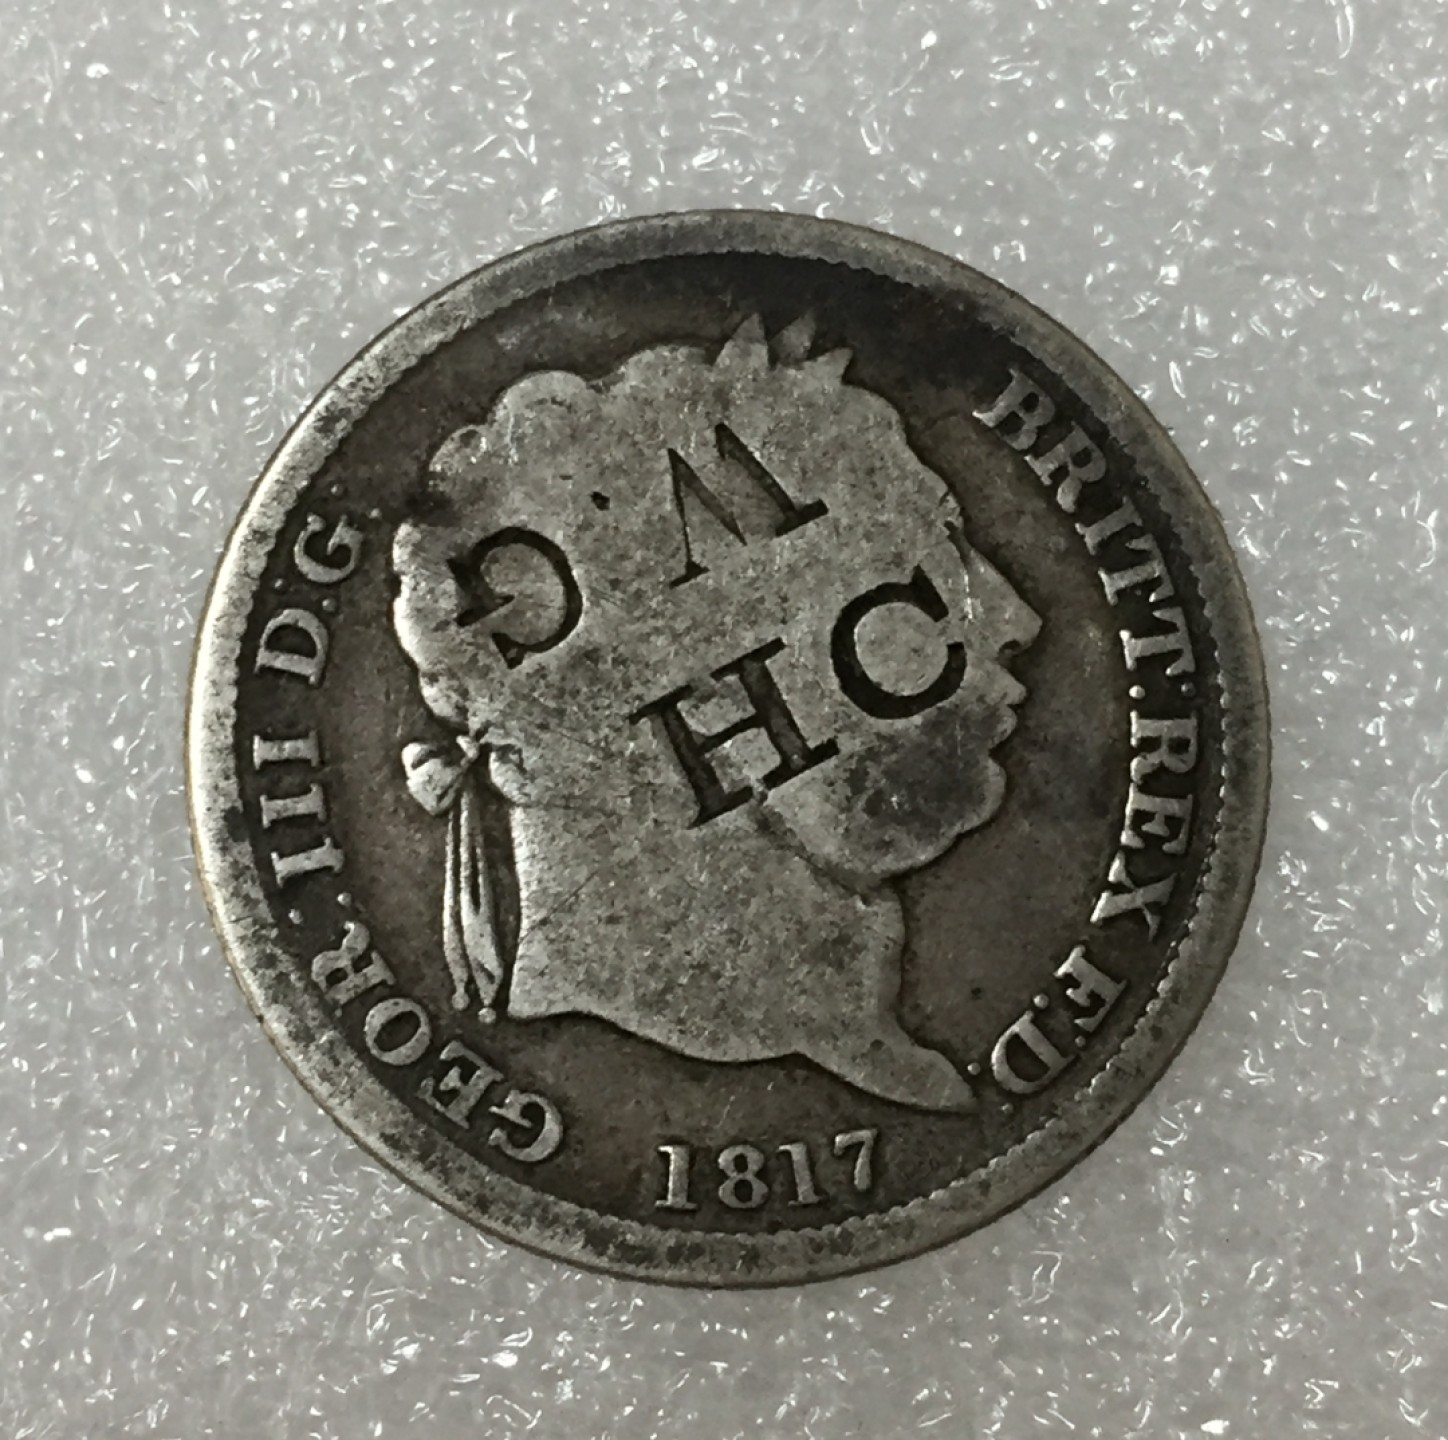 GEOR: III D:G: BRITT: REX F:D:
W.G
HC
1817